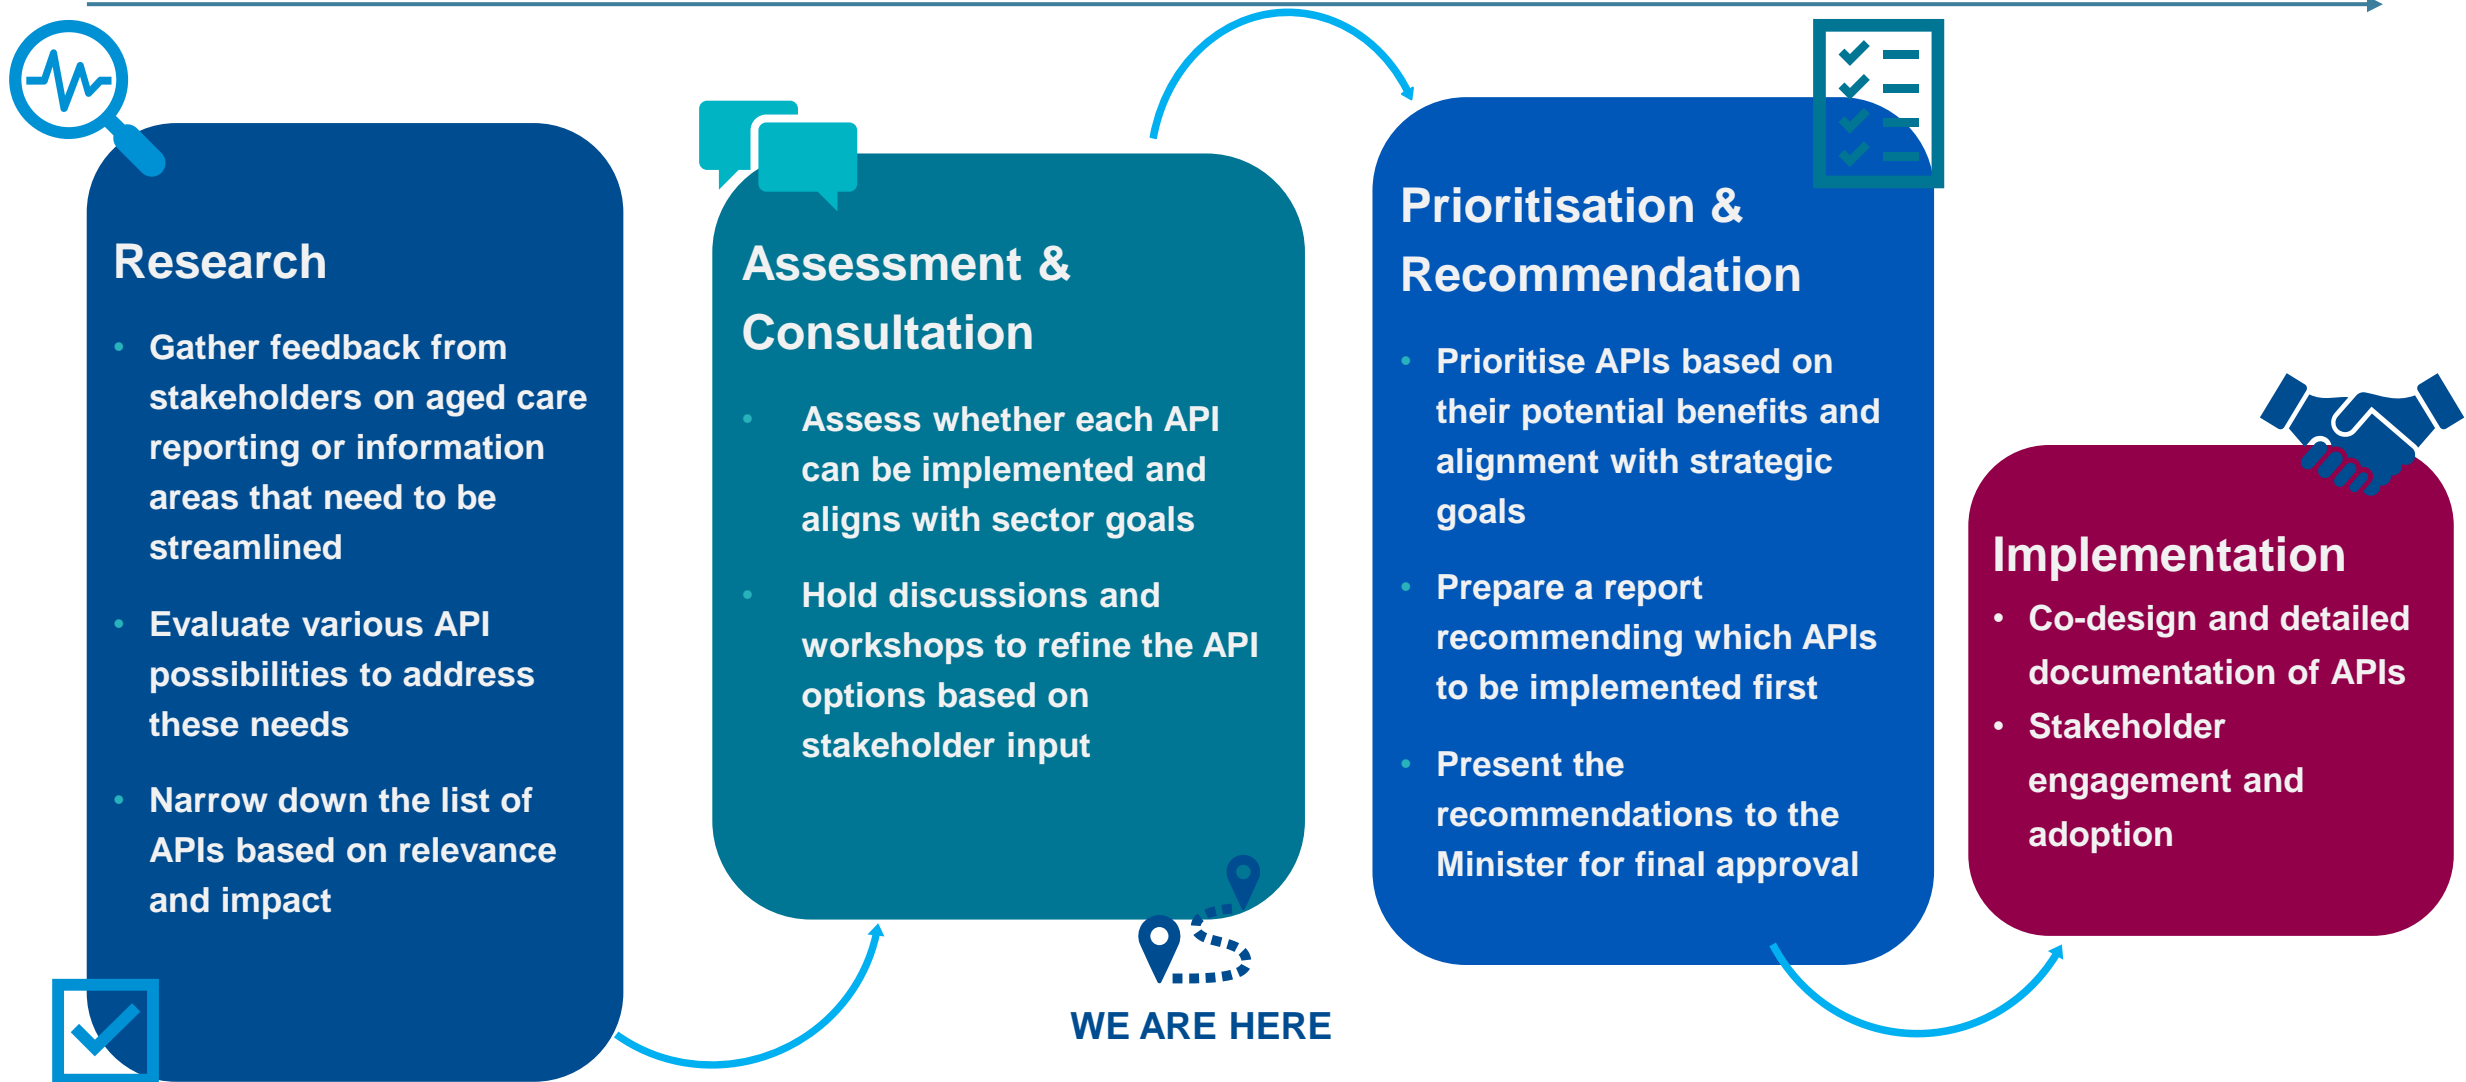 Research
• Gather feedback from
stakeholders on aged care
reporting or information
areas that need to be
streamlined
• Evaluate various API
possibilities to address
these needs
• Narrow down the list of
APIs based on relevance
and impact
Assessment &
Consultation
• Assess whether each API
can be implemented and
aligns with sector goals
• Hold discussions and
workshops to refine the API
options based on
stakeholder input
WE ARE HERE
Prioritisation &
Recommendation
• Prioritise APIs based on
their potential benefits and
alignment with strategic
goals
• Prepare a report
recommending which APIs
to be implemented first
• Present the
recommendations to the
Minister for final approval
Implementation
• Co-design and detailed
documentation of APIs
• Stakeholder
engagement and
adoption